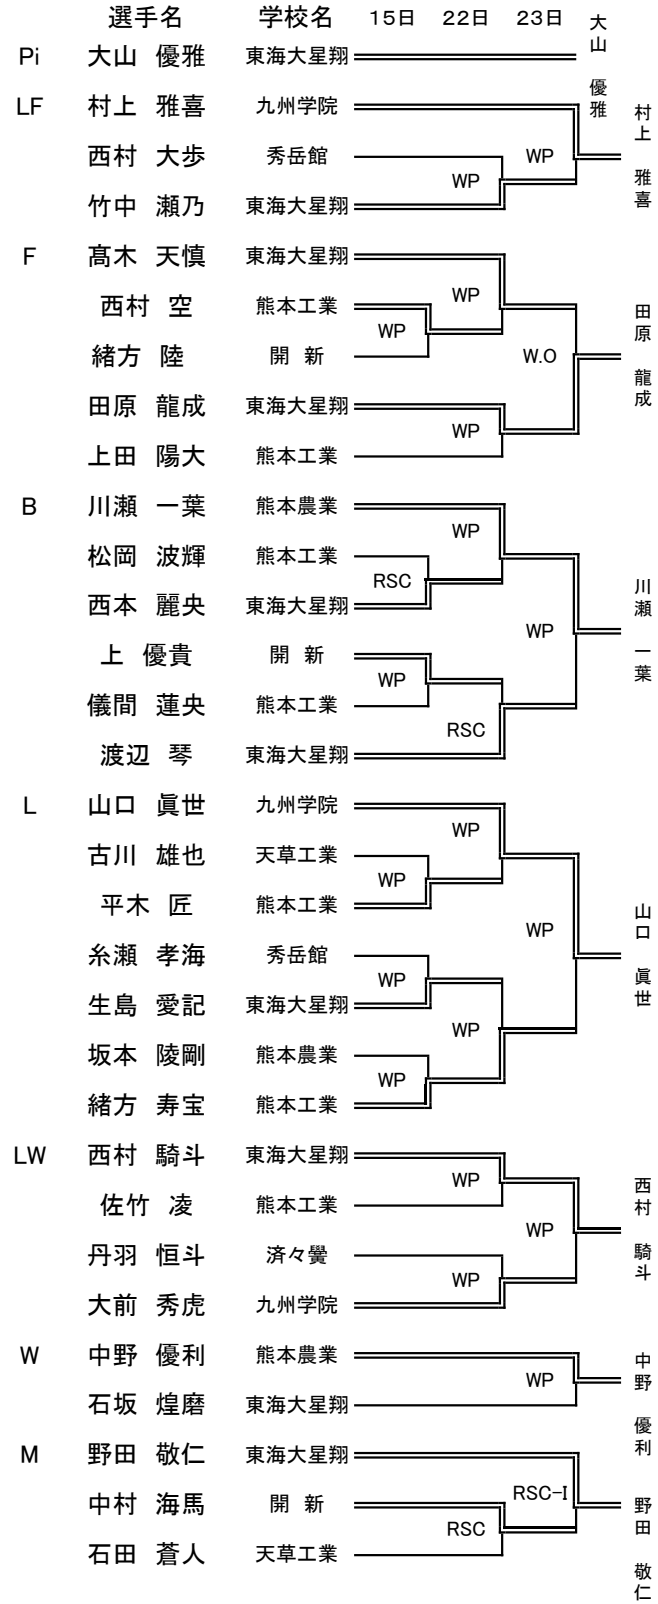 選手名 学校名 15日 22日 23日
Pi 大山 優雅 東海大星翔
大山 優雅
LF 村上 雅喜 九州学院
西村 大歩 秀岳館
WP
WP
竹中 瀬乃 東海大星翔
村上 雅喜
F 髙木 天慎 東海大星翔
WP
西村 空 熊本工業
WP
緒方 陸 開 新
W.O
田原 龍成 東海大星翔
WP
上田 陽大 熊本工業
田原 龍成
B 川瀬 一葉 熊本農業
WP
松岡 波輝 熊本工業
RSC
西本 麗央 東海大星翔
WP
上 優貴 開 新
WP
儀間 蓮央 熊本工業
RSC
渡辺 琴 東海大星翔
川瀬 一葉
L 山口 眞世 九州学院
WP
古川 雄也 天草工業
WP
平木 匠 熊本工業
WP
糸瀬 孝海 秀岳館
WP
生島 愛記 東海大星翔
WP
坂本 陵剛 熊本農業
WP
緒方 寿宝 熊本工業
山口 眞世
LW 西村 騎斗 東海大星翔
WP
佐竹 凌 熊本工業
WP
丹羽 恒斗 済々黌
WP
大前 秀虎 九州学院
西村 騎斗
W 中野 優利 熊本農業
WP
石坂 煌磨 東海大星翔
中野 優利
M 野田 敬仁 東海大星翔
RSC-I
中村 海馬 開 新
RSC
石田 蒼人 天草工業
野田 敬仁